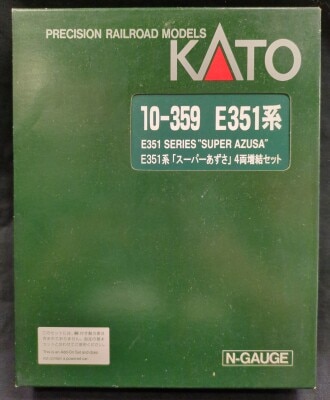 PRECISION RAILROAD MODELS
KATO
10-359 E351系
E351 SERIES "SUPER AZUSA"
E351系「スーパーあずさ」4両増結セット
N-GAUGE